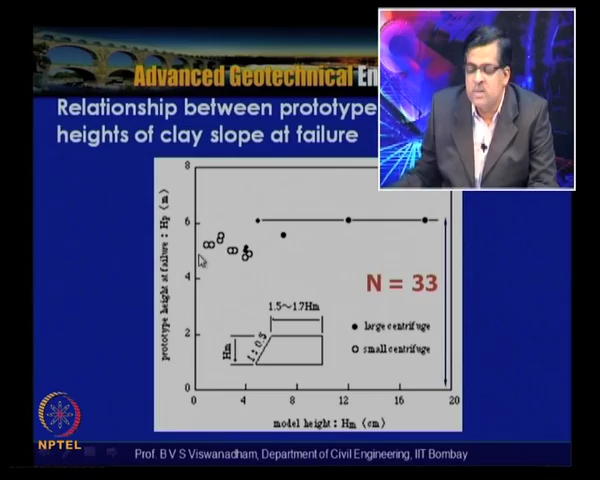 Advanced Geotechnical En
Relationship between prototype
heights of clay slope at failure
8
6
4
2
0
prototype height at failure : Hp (m)
N = 33
1.5~1.7Hm
Hm
1:0.5
large centrifuge
small centrifuge
0 4 8 12 16 20
model height : Hm (cm)
NPTEL
Prof. B V S Viswanadham, Department of Civil Engineering, IIT Bombay